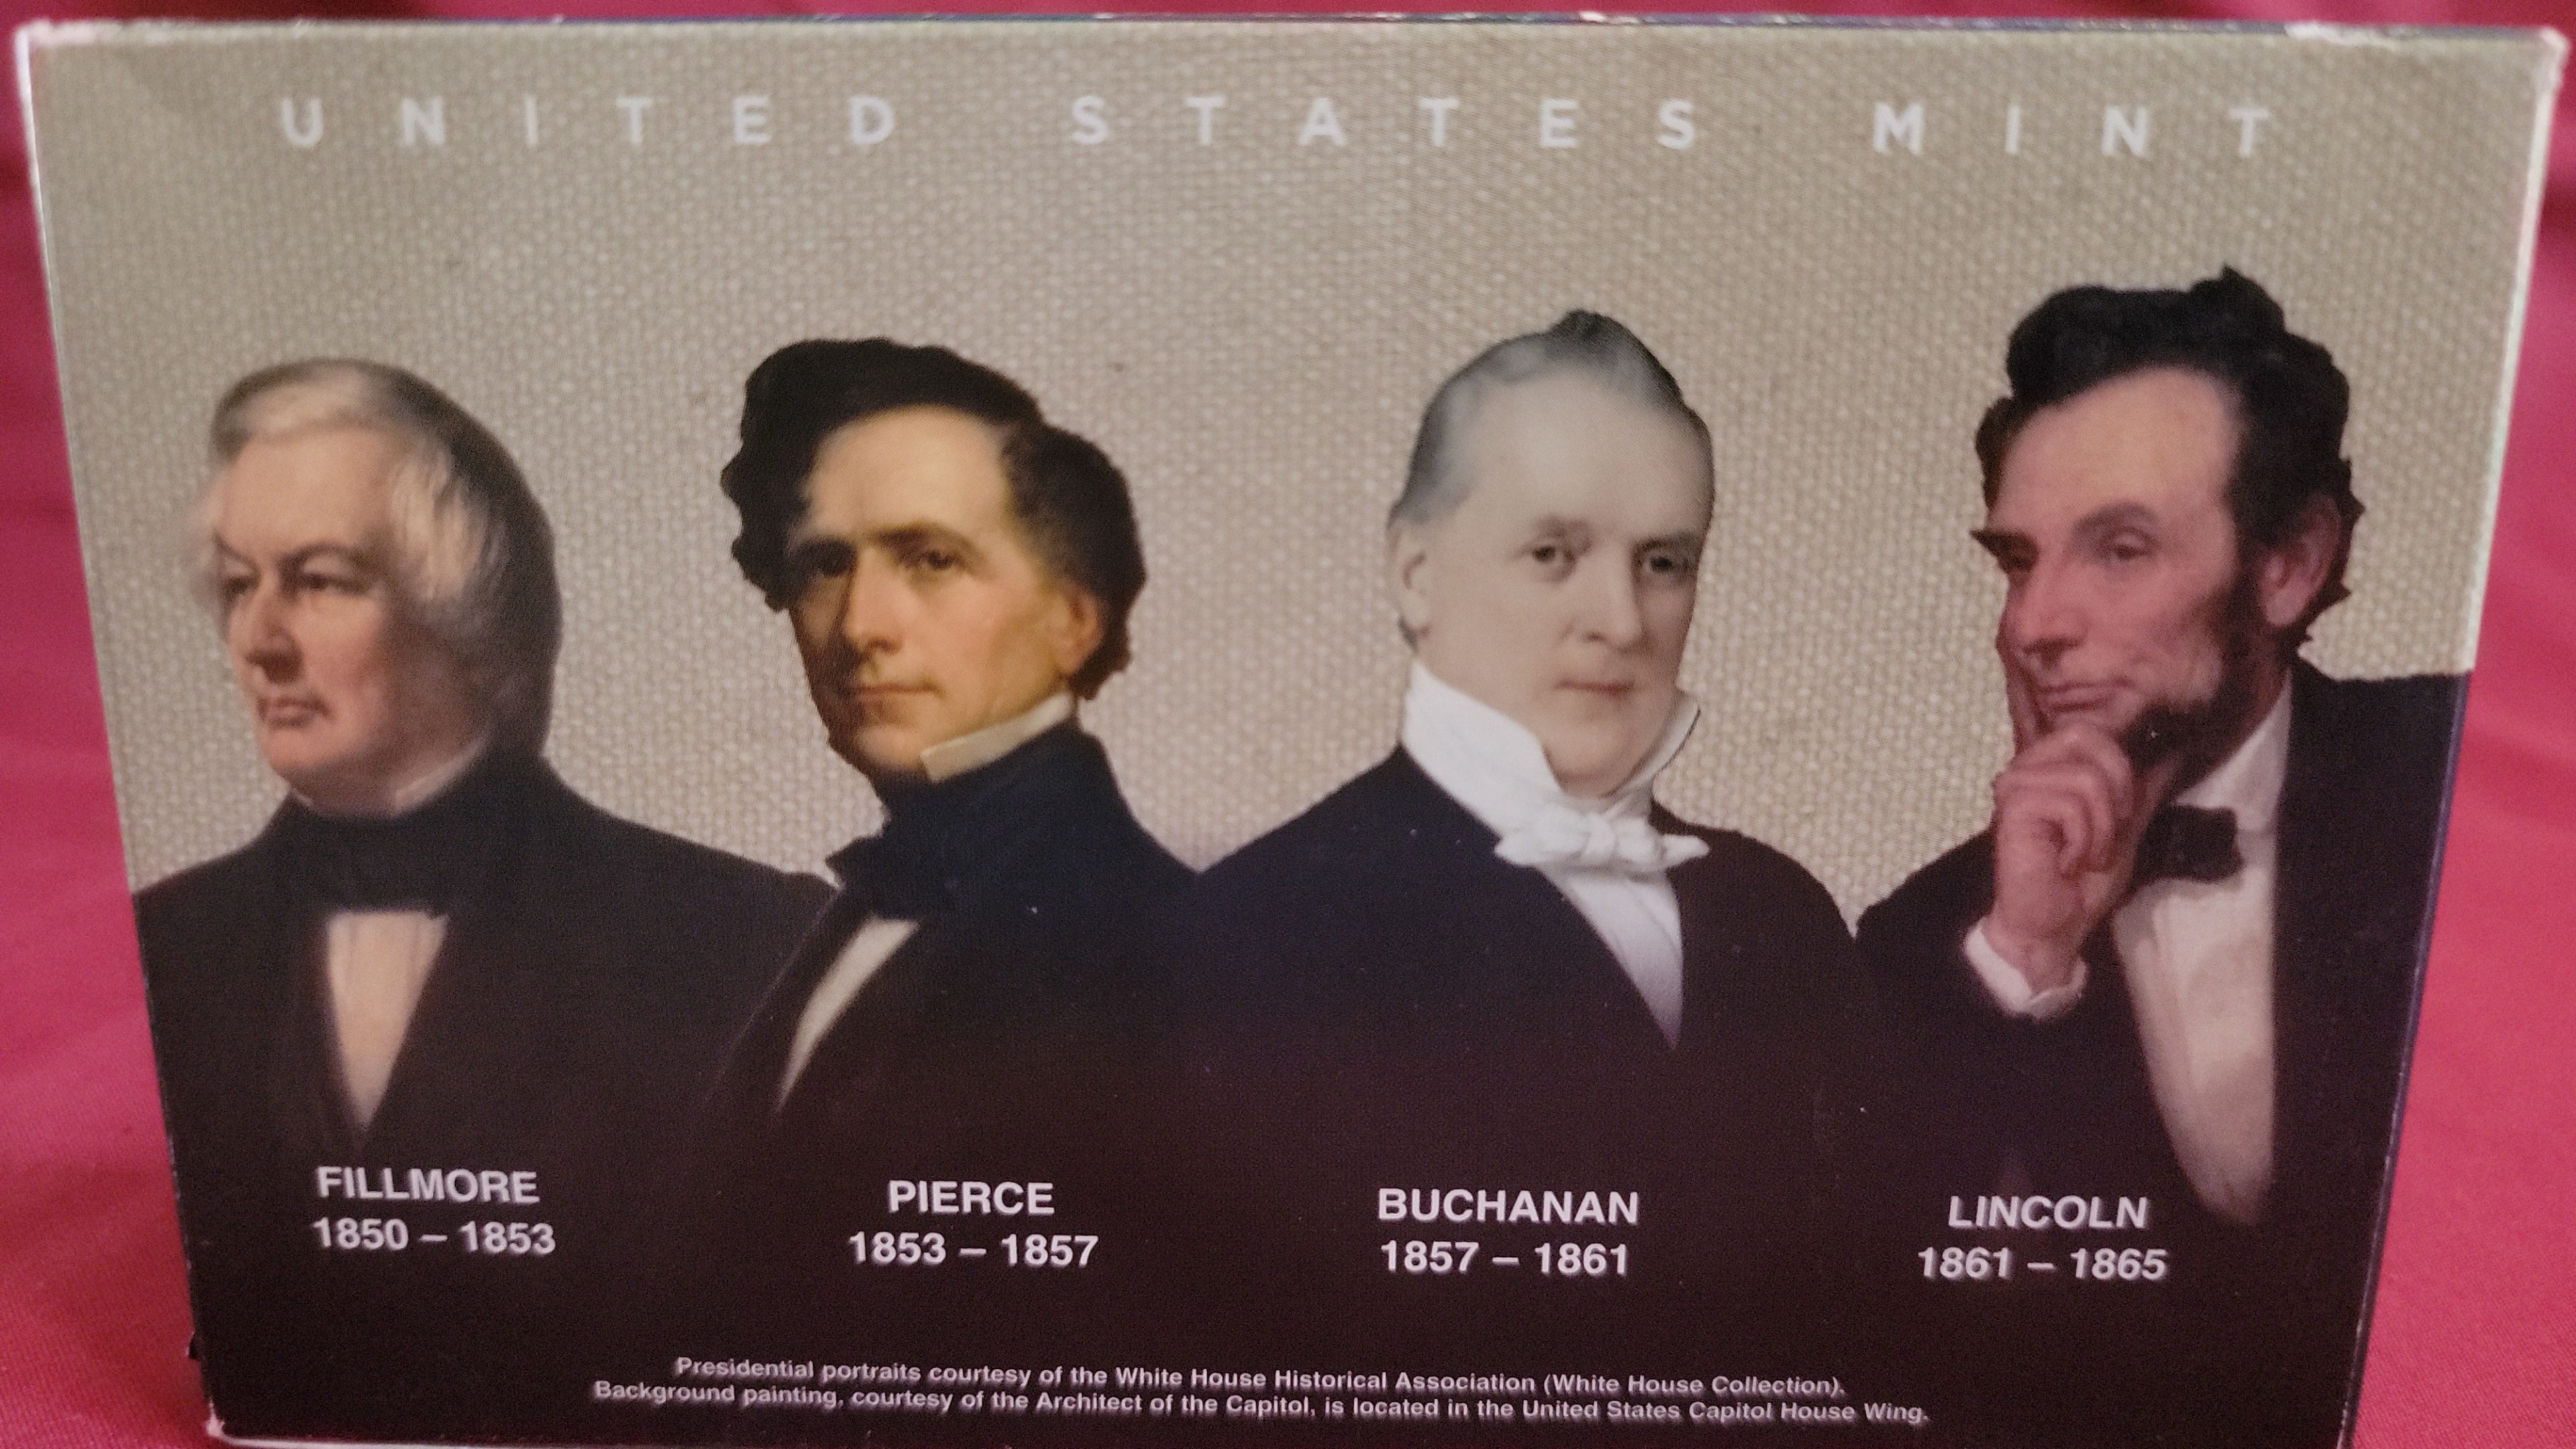 UNITED STATES MINT
FILLMORE
1850 – 1853
PIERCE
1853 – 1857
BUCHANAN
1857 – 1861
LINCOLN
1861 – 1865
Presidential portraits courtesy of the White House Historical Association (White House Collection).
Background painting, courtesy of the Architect of the Capitol, is located in the United States Capitol House Wing.